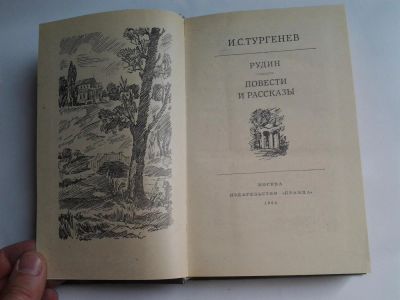 И.С.ТУРГЕНЕВ
РУДИН
ПОВЕСТИ
И РАССКАЗЫ
МОСКВА
ИЗДАТЕЛЬСТВО «ПРАВДА»